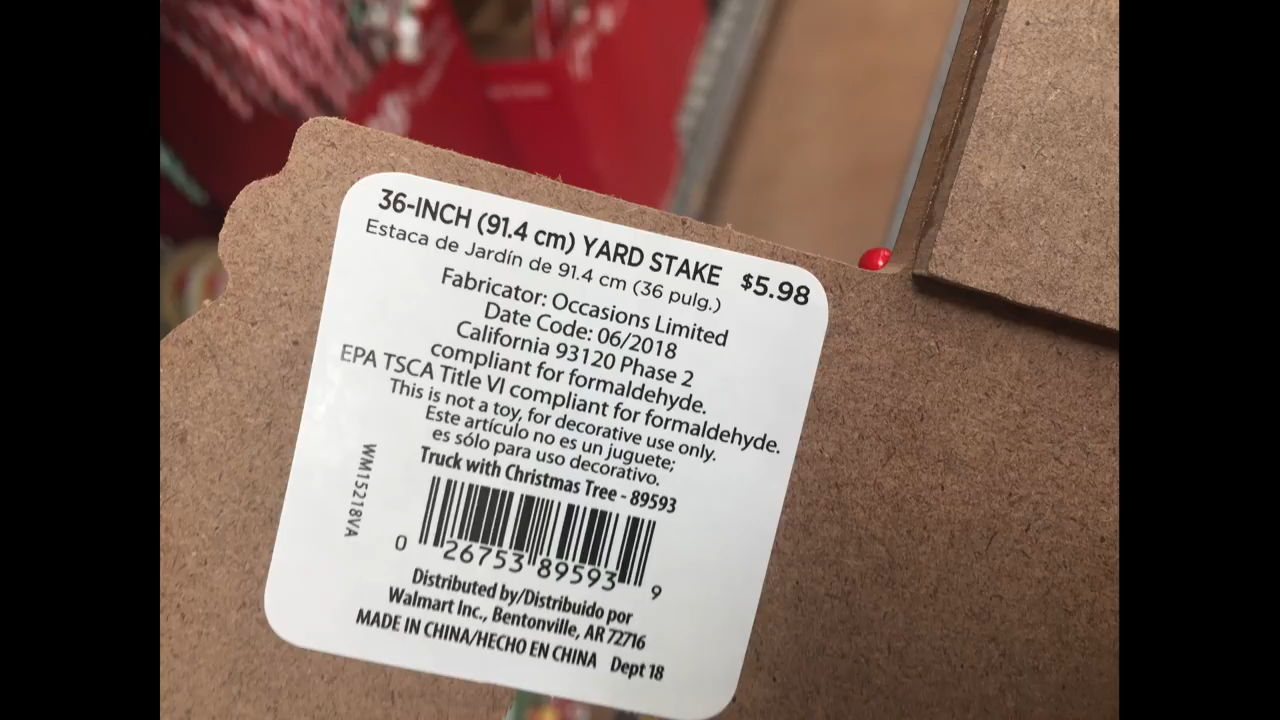 36-INCH (91.4 cm) YARD STAKE $5.98
Estaca de Jardín de 91.4 cm (36 pulg.)
Fabricator: Occasions Limited
Date Code: 06/2018
California 93120 Phase 2
compliant for formaldehyde.
EPA TSCA Title VI compliant for formaldehyde.
This is not a toy, for decorative use only.
Este artículo no es un juguete;
es sólo para uso decorativo.
Truck with Christmas Tree - 89593
WM15218VA
0 26753 89593 9
Distributed by/Distribuido por
Walmart Inc., Bentonville, AR 72716
MADE IN CHINA/HECHO EN CHINA Dept 18